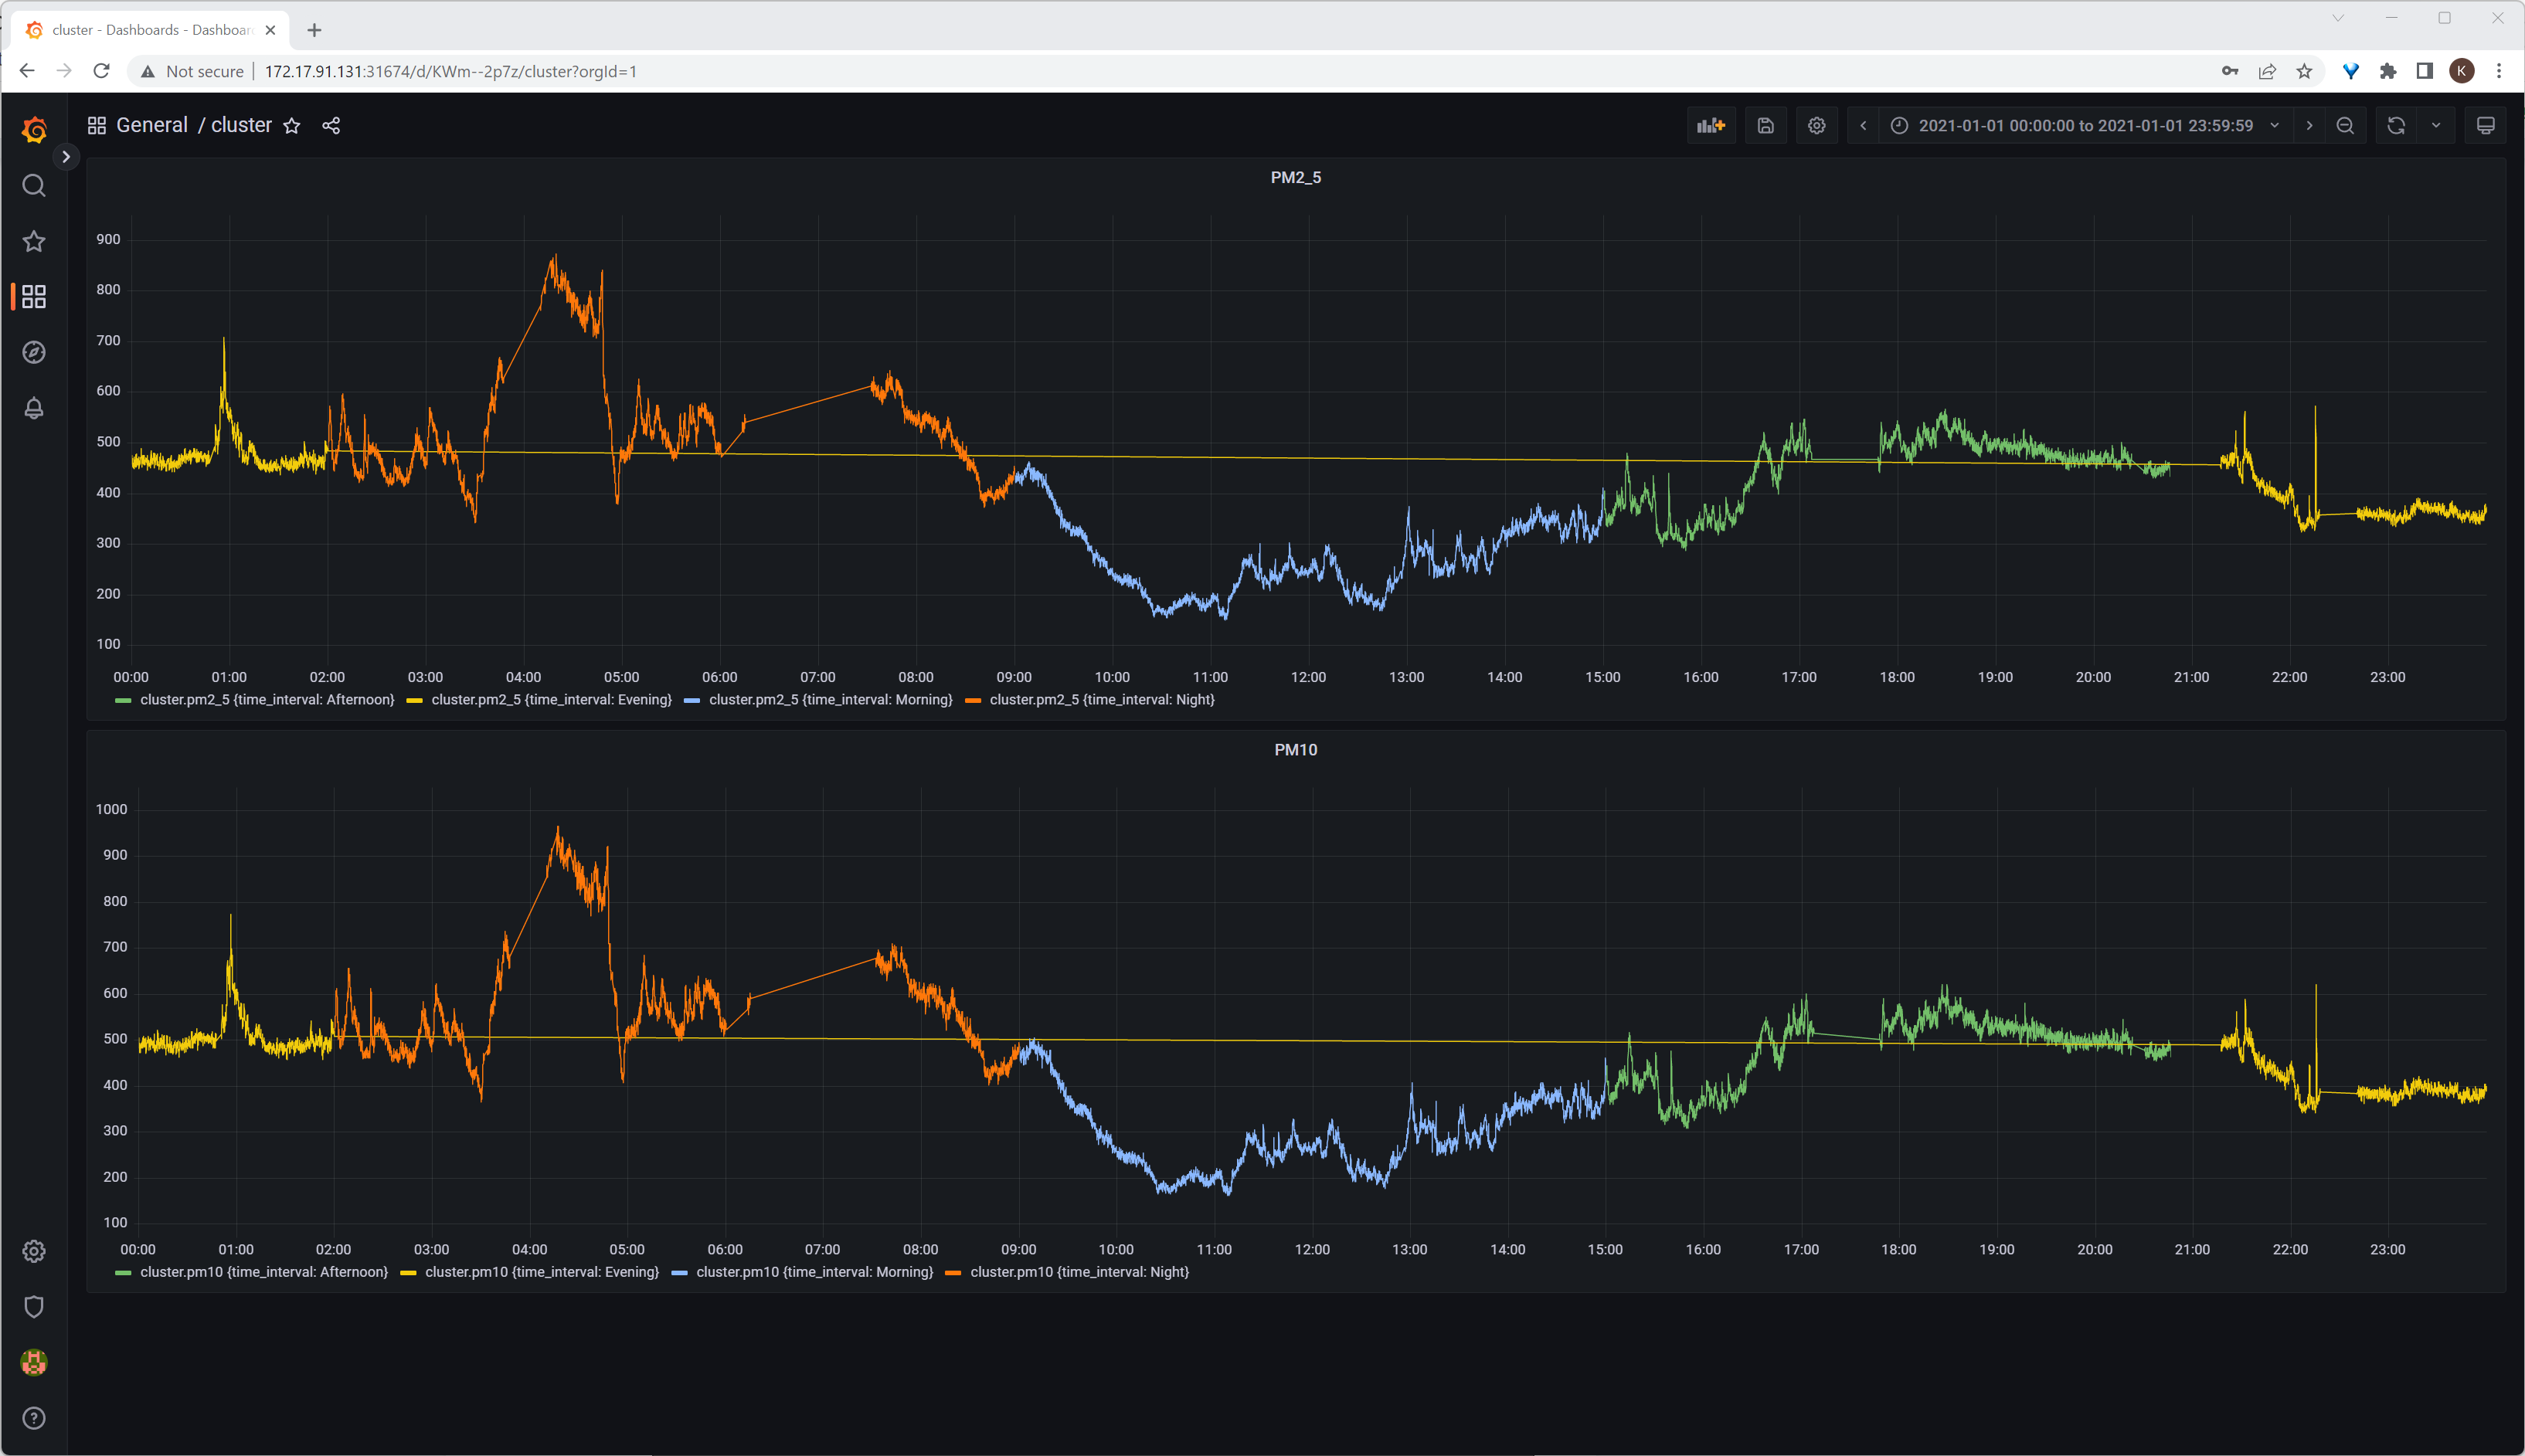 cluster - Dashboards - Dashboar
Not secure 172.17.91.131:31674/d/KWm--2p7z/cluster?orgId=1
K
General / cluster
2021-01-01 00:00:00 to 2021-01-01 23:59:59
PM2_5
900
800
700
600
500
400
300
200
100
00:00 01:00 02:00 03:00 04:00 05:00 06:00 07:00 08:00 09:00 10:00 11:00 12:00 13:00 14:00 15:00 16:00 17:00 18:00 19:00 20:00 21:00 22:00 23:00
cluster.pm2_5 {time_interval: Afternoon} cluster.pm2_5 {time_interval: Evening} cluster.pm2_5 {time_interval: Morning} cluster.pm2_5 {time_interval: Night}
PM10
1000
900
800
700
600
500
400
300
200
100
00:00 01:00 02:00 03:00 04:00 05:00 06:00 07:00 08:00 09:00 10:00 11:00 12:00 13:00 14:00 15:00 16:00 17:00 18:00 19:00 20:00 21:00 22:00 23:00
cluster.pm10 {time_interval: Afternoon} cluster.pm10 {time_interval: Evening} cluster.pm10 {time_interval: Morning} cluster.pm10 {time_interval: Night}